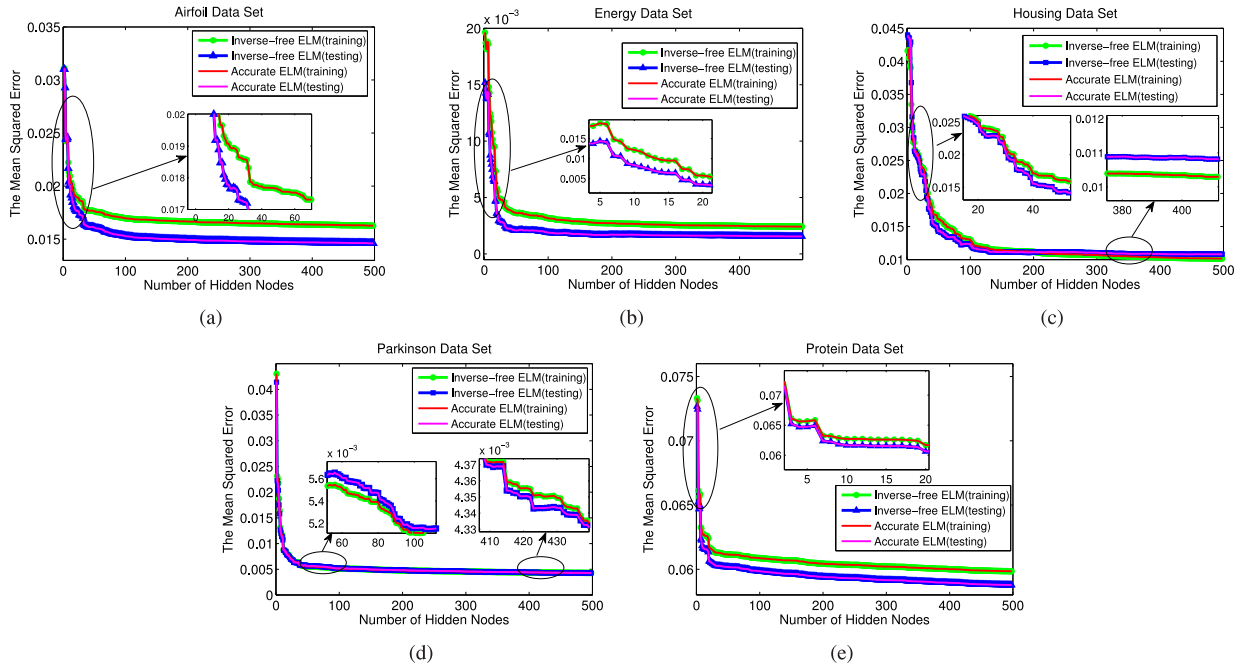 Airfoil Data Set
The Mean Squared Error
0.035
0.03
0.025
0.02
0.015
0
100
200
300
400
500
Number of Hidden Nodes
Inverse-free ELM(training)
Inverse-free ELM(testing)
Accurate ELM(training)
Accurate ELM(testing)
0.02
0.019
0.018
0.017
0
20
40
60
(a)
Energy Data Set
x 10⁻³
The Mean Squared Error
20
15
10
5
0
0
100
200
300
400
Number of Hidden Nodes
Inverse-free ELM(training)
Inverse-free ELM(testing)
Accurate ELM(training)
Accurate ELM(testing)
0.015
0.01
0.005
5
10
15
20
(b)
Housing Data Set
The Mean Squared Error
0.045
0.04
0.035
0.03
0.025
0.02
0.015
0.01
0
100
200
300
400
500
Number of Hidden Nodes
Inverse-free ELM(training)
Inverse-free ELM(testing)
Accurate ELM(training)
Accurate ELM(testing)
0.025
0.02
0.015
20
40
0.012
0.011
0.01
380
400
(c)
Parkinson Data Set
The Mean Squared Error
0.04
0.035
0.03
0.025
0.02
0.015
0.01
0.005
0
0
100
200
300
400
500
Number of Hidden Nodes
Inverse-free ELM(training)
Inverse-free ELM(testing)
Accurate ELM(training)
Accurate ELM(testing)
x 10⁻³
5.6
5.4
5.2
60
80
100
x 10⁻³
4.37
4.36
4.35
4.34
4.33
410
420
430
(d)
Protein Data Set
The Mean Squared Error
0.075
0.07
0.065
0.06
0
100
200
300
400
500
Number of Hidden Nodes
0.07
0.065
0.06
5
10
15
20
Inverse-free ELM(training)
Inverse-free ELM(testing)
Accurate ELM(training)
Accurate ELM(testing)
(e)